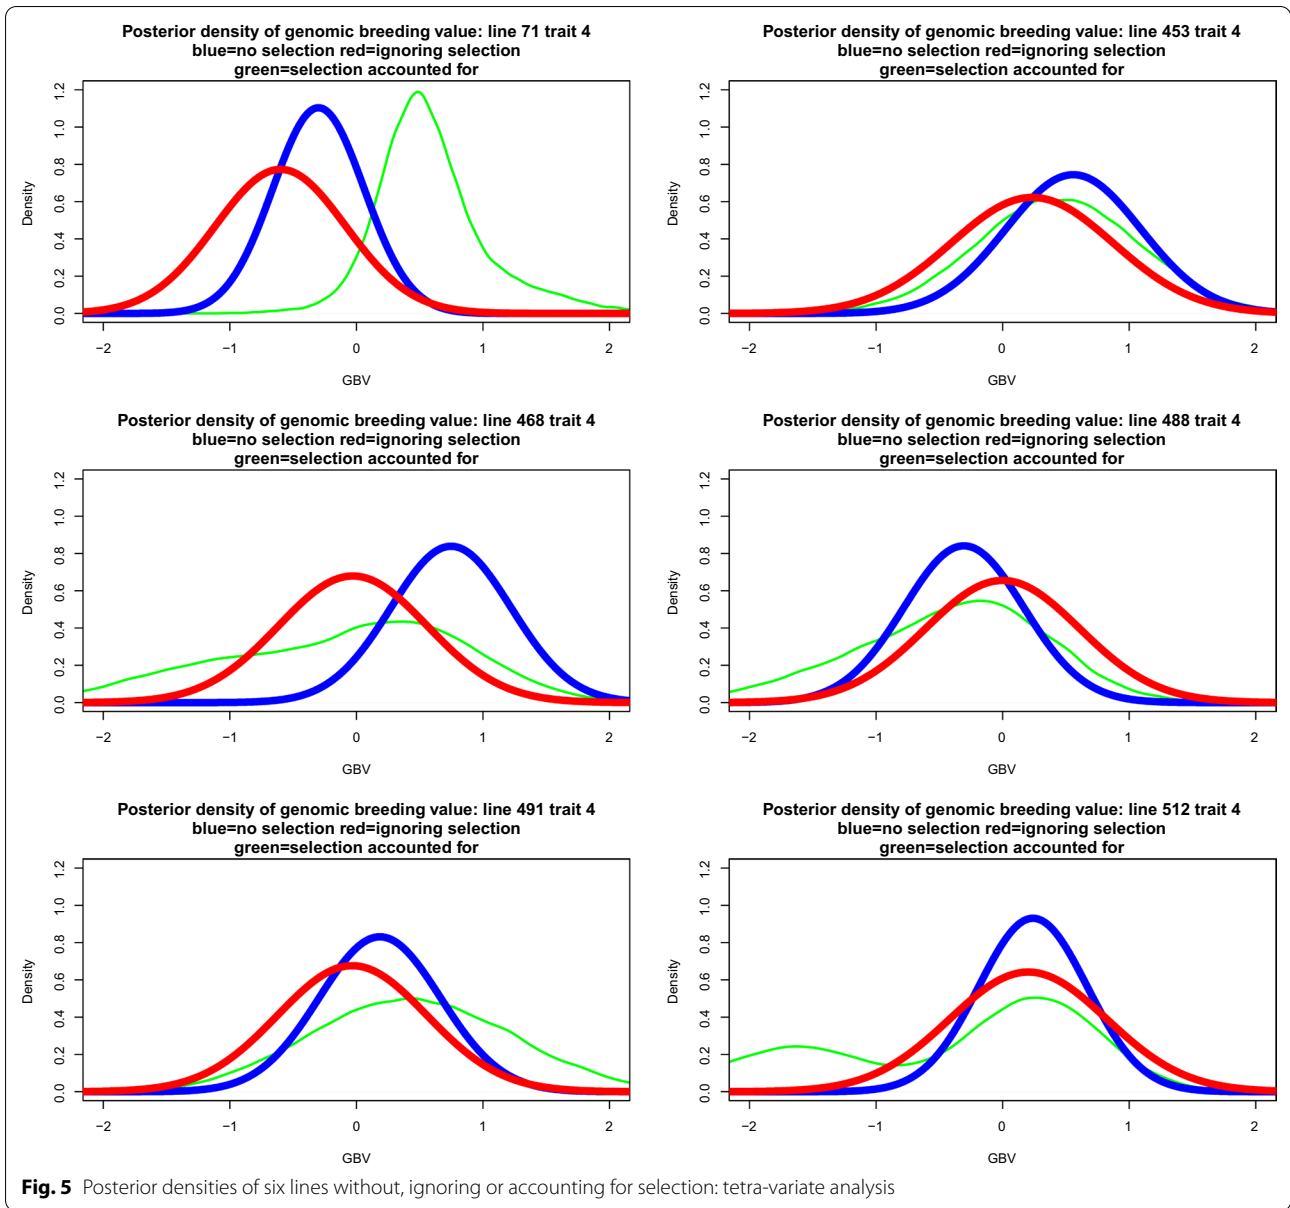 Posterior density of genomic breeding value: line 71 trait 4
blue=no selection red=ignoring selection
green=selection accounted for
Density
0.0 0.2 0.4 0.6 0.8 1.0 1.2
−2 −1 0 1 2
GBV
Posterior density of genomic breeding value: line 453 trait 4
blue=no selection red=ignoring selection
green=selection accounted for
Density
0.0 0.2 0.4 0.6 0.8 1.0 1.2
−2 −1 0 1 2
GBV
Posterior density of genomic breeding value: line 468 trait 4
blue=no selection red=ignoring selection
green=selection accounted for
Density
0.0 0.2 0.4 0.6 0.8 1.0 1.2
−2 −1 0 1 2
GBV
Posterior density of genomic breeding value: line 488 trait 4
blue=no selection red=ignoring selection
green=selection accounted for
Density
0.0 0.2 0.4 0.6 0.8 1.0 1.2
−2 −1 0 1 2
GBV
Posterior density of genomic breeding value: line 491 trait 4
blue=no selection red=ignoring selection
green=selection accounted for
Density
0.0 0.2 0.4 0.6 0.8 1.0 1.2
−2 −1 0 1 2
GBV
Posterior density of genomic breeding value: line 512 trait 4
blue=no selection red=ignoring selection
green=selection accounted for
Density
0.0 0.2 0.4 0.6 0.8 1.0 1.2
−2 −1 0 1 2
GBV
Fig. 5 Posterior densities of six lines without, ignoring or accounting for selection: tetra-variate analysis